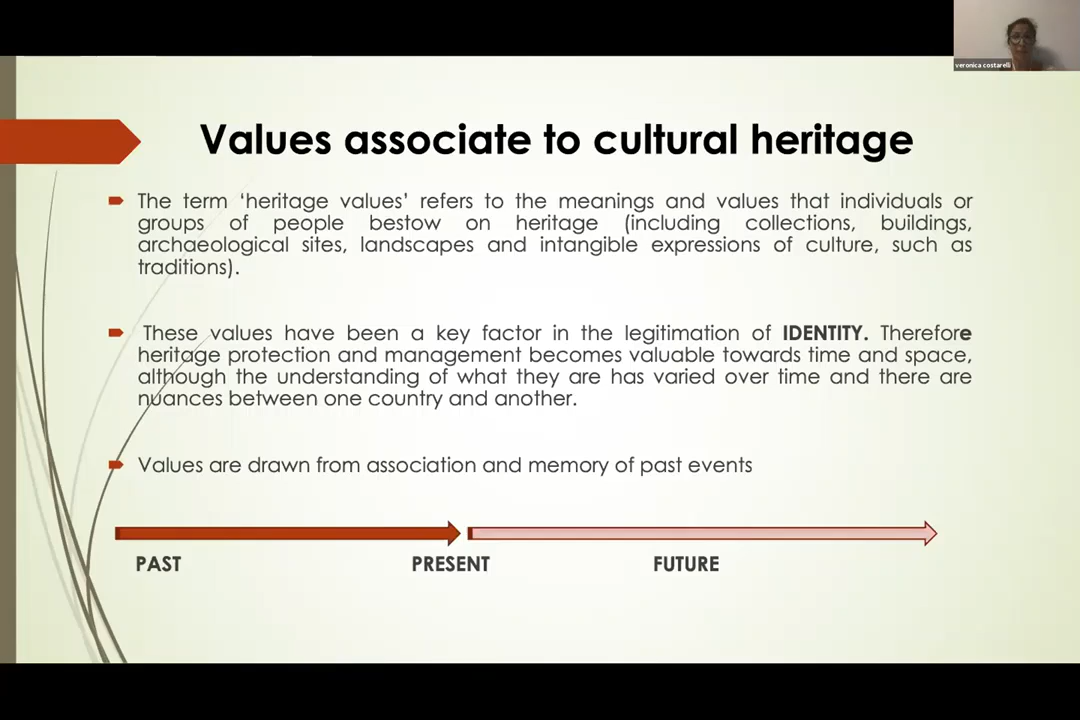 veronica costarelli
Values associate to cultural heritage
The term ‘heritage values’ refers to the meanings and values that individuals or
groups of people bestow on heritage (including collections, buildings,
archaeological sites, landscapes and intangible expressions of culture, such as
traditions).
These values have been a key factor in the legitimation of IDENTITY. Therefore
heritage protection and management becomes valuable towards time and space,
although the understanding of what they are has varied over time and there are
nuances between one country and another.
Values are drawn from association and memory of past events
PAST PRESENT FUTURE